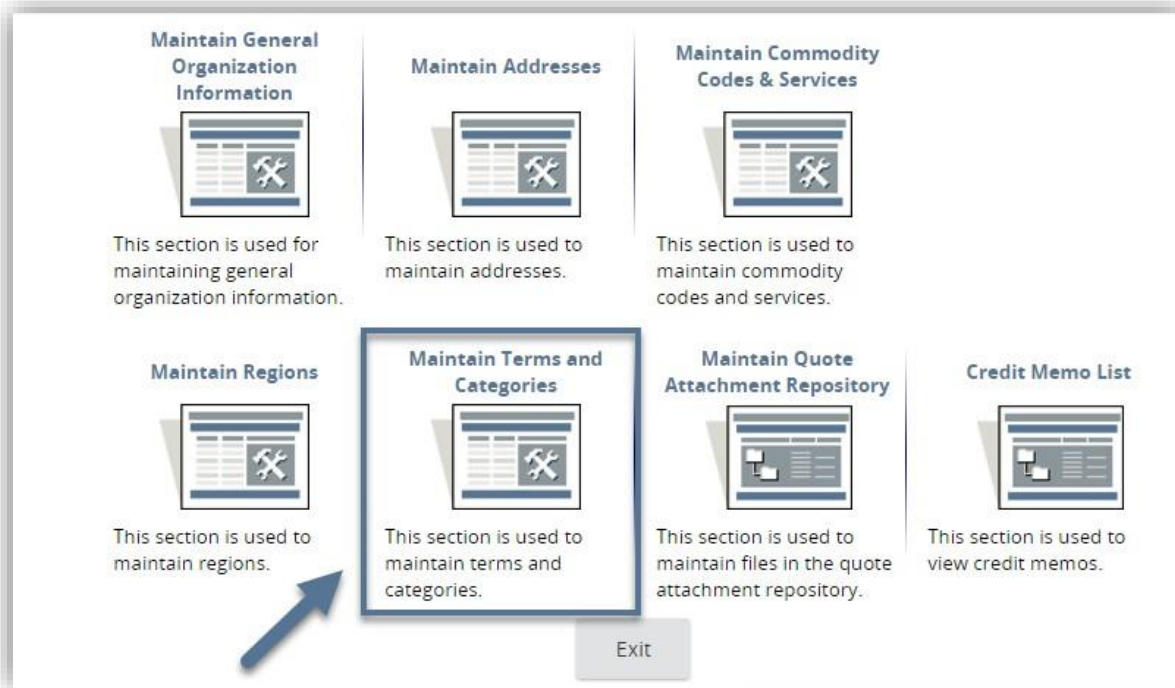 Maintain General
Organization
Information
This section is used for
maintaining general
organization information.
Maintain Addresses
This section is used to
maintain addresses.
Maintain Commodity
Codes & Services
This section is used to
maintain commodity
codes and services.
Maintain Regions
This section is used to
maintain regions.
Maintain Terms and
Categories
This section is used to
maintain terms and
categories.
Maintain Quote
Attachment Repository
This section is used to
maintain files in the quote
attachment repository.
Credit Memo List
This section is used to
view credit memos.
Exit